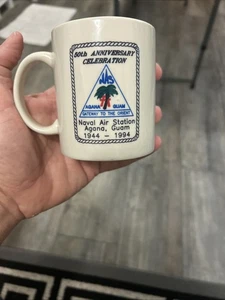 50th ANNIVERSARY
CELEBRATION
NAS
AGANA GUAM
GATEWAY TO THE ORIENT
Naval Air Station
Agana, Guam
1944 - 1994